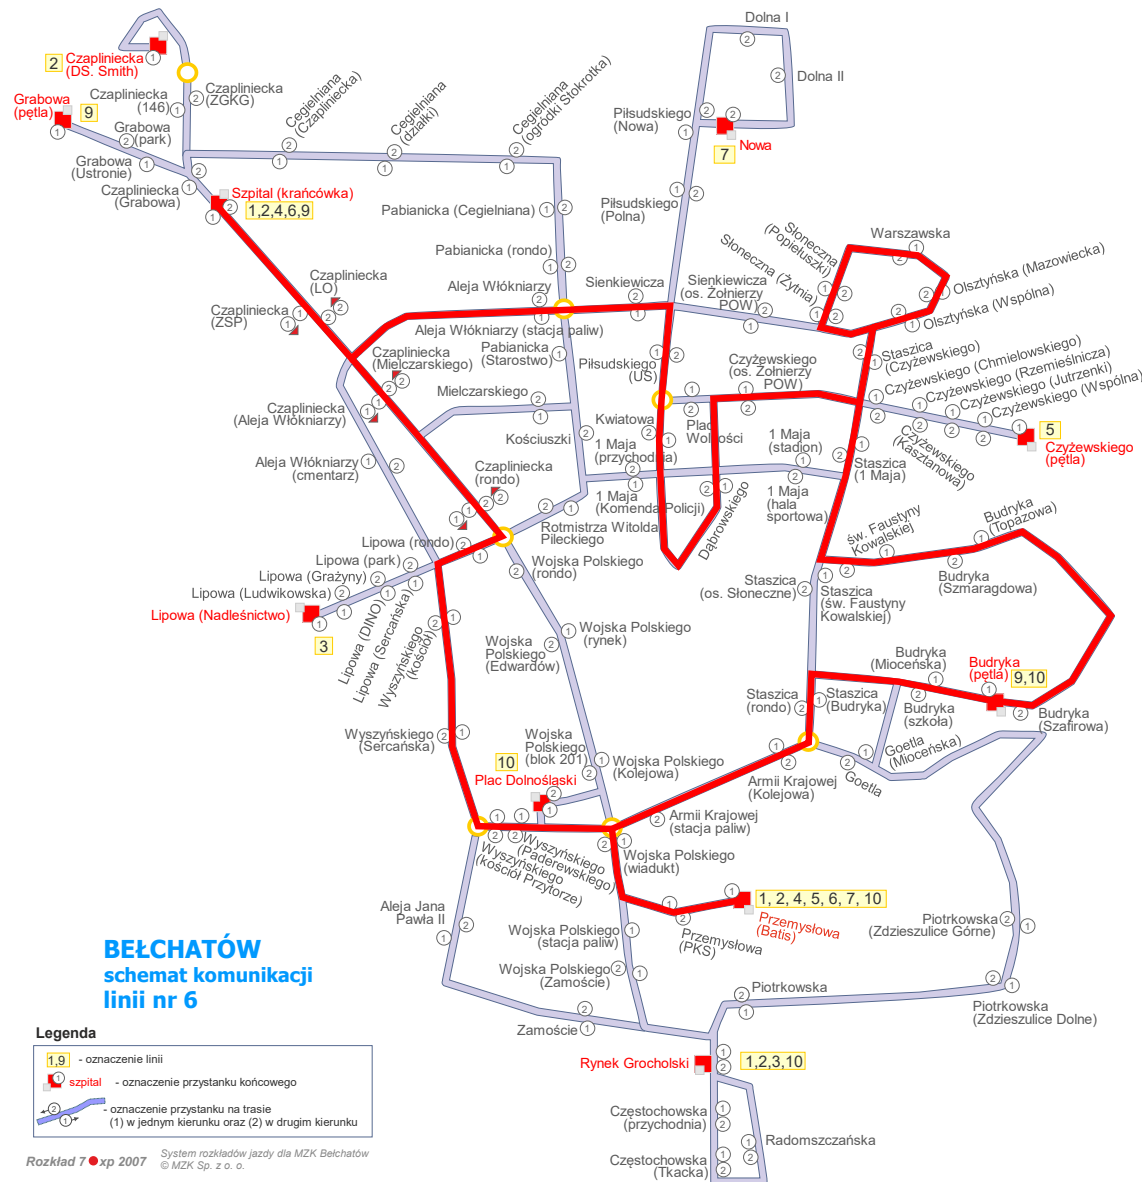 Dolna I
Dolna II
2
Czapliniecka
(DS. Smith)
Czapliniecka
(ZGKG)
Czapliniecka
(146)
Grabowa
(pętla)
9
Grabowa
(park)
Grabowa
(Ustronie)
Czapliniecka
(Grabowa)
Cegielniana
(Czapliniecka)
Cegielniana
(działki)
Cegielniana
(ogródki Stokrotka)
Piłsudskiego
(Nowa)
Nowa
7
Szpital (krańcówka)
1,2,4,6,9
Pabianicka (Cegielniana)
Piłsudskiego
(Polna)
Pabianicka (rondo)
Słoneczna
(Popiełuszki)
Słoneczna (Żytnia)
Warszawska
Olsztyńska (Mazowiecka)
Olsztyńska (Wspólna)
Czapliniecka
(LO)
Czapliniecka
(ZSP)
Aleja Włókniarzy
Sienkiewicza
Sienkiewicza
(os. Żołnierzy
POW)
Aleja Włókniarzy (stacja paliw)
Pabianicka
(Starostwo)
Czapliniecka
(Mielczarskiego)
Mielczarskiego
Piłsudskiego
(US)
Czyżewskiego
(os. Żołnierzy
POW)
Staszica
(Czyżewskiego)
Czyżewskiego (Chmielowskiego)
Czyżewskiego (Rzemieślnicza)
Czyżewskiego (Jutrzenki)
Czyżewskiego (Wspólna)
5
Czyżewskiego
(pętla)
Czyżewskiego
(Kasztanowa)
Czapliniecka
(Aleja Włókniarzy)
Kwiatowa
Plac
Wolności
Kościuszki
1 Maja
(przychodnia)
1 Maja
(stadion)
Staszica
(1 Maja)
Aleja Włókniarzy
(cmentarz)
Czapliniecka
(rondo)
1 Maja
(Komenda Policji)
Dąbrowskiego
1 Maja
(hala
sportowa)
św. Faustyny
Kowalskiej
Budryka
(Topazowa)
Rotmistrza Witolda
Pileckiego
Lipowa (rondo)
Lipowa (park)
Lipowa (Grażyny)
Lipowa (Ludwikowska)
Lipowa (Nadleśnictwo)
3
Lipowa (DINO)
Lipowa (Sercańska)
Wyszyńskiego
(kościół)
Wojska Polskiego
(rondo)
Staszica
(os. Słoneczne)
Staszica
(św. Faustyny
Kowalskiej)
Budryka
(Szmaragdowa)
Wojska Polskiego
(rynek)
Wojska
Polskiego
(Edwardów)
Budryka
(Mioceńska)
Budryka
(pętla)
9,10
Staszica
(rondo)
Staszica
(Budryka)
Budryka
(szkoła)
Budryka
(Szafirowa)
Wyszyńskiego
(Sercańska)
Wojska
Polskiego
(blok 201)
Wojska Polskiego
(Kolejowa)
Goetla
(Mioceńska)
Goetla
10
Plac Dolnośląski
Armii Krajowej
(Kolejowa)
Armii Krajowej
(stacja paliw)
Wyszyńskiego
(Paderewskiego)
Wyszyńskiego
(kościół Przytorze)
Wojska Polskiego
(wiadukt)
1, 2, 4, 5, 6, 7, 10
Przemysłowa
(Batis)
Przemysłowa
(PKS)
Aleja Jana
Pawła II
Wojska Polskiego
(stacja paliw)
Piotrkowska
(Zdzieszulice Górne)
Wojska Polskiego
(Zamoście)
Piotrkowska
Piotrkowska
(Zdzieszulice Dolne)
Zamoście
Rynek Grocholski
1,2,3,10
Częstochowska
(przychodnia)
Radomszczańska
Częstochowska
(Tkacka)
BEŁCHATÓW
schemat komunikacji
linii nr 6
Legenda
1,9 - oznaczenie linii
1 szpital - oznaczenie przystanku końcowego
2 1 - oznaczenie przystanku na trasie
(1) w jednym kierunku oraz (2) w drugim kierunku
Rozkład 7 xp 2007
System rozkładów jazdy dla MZK Bełchatów
© MZK Sp. z o. o.